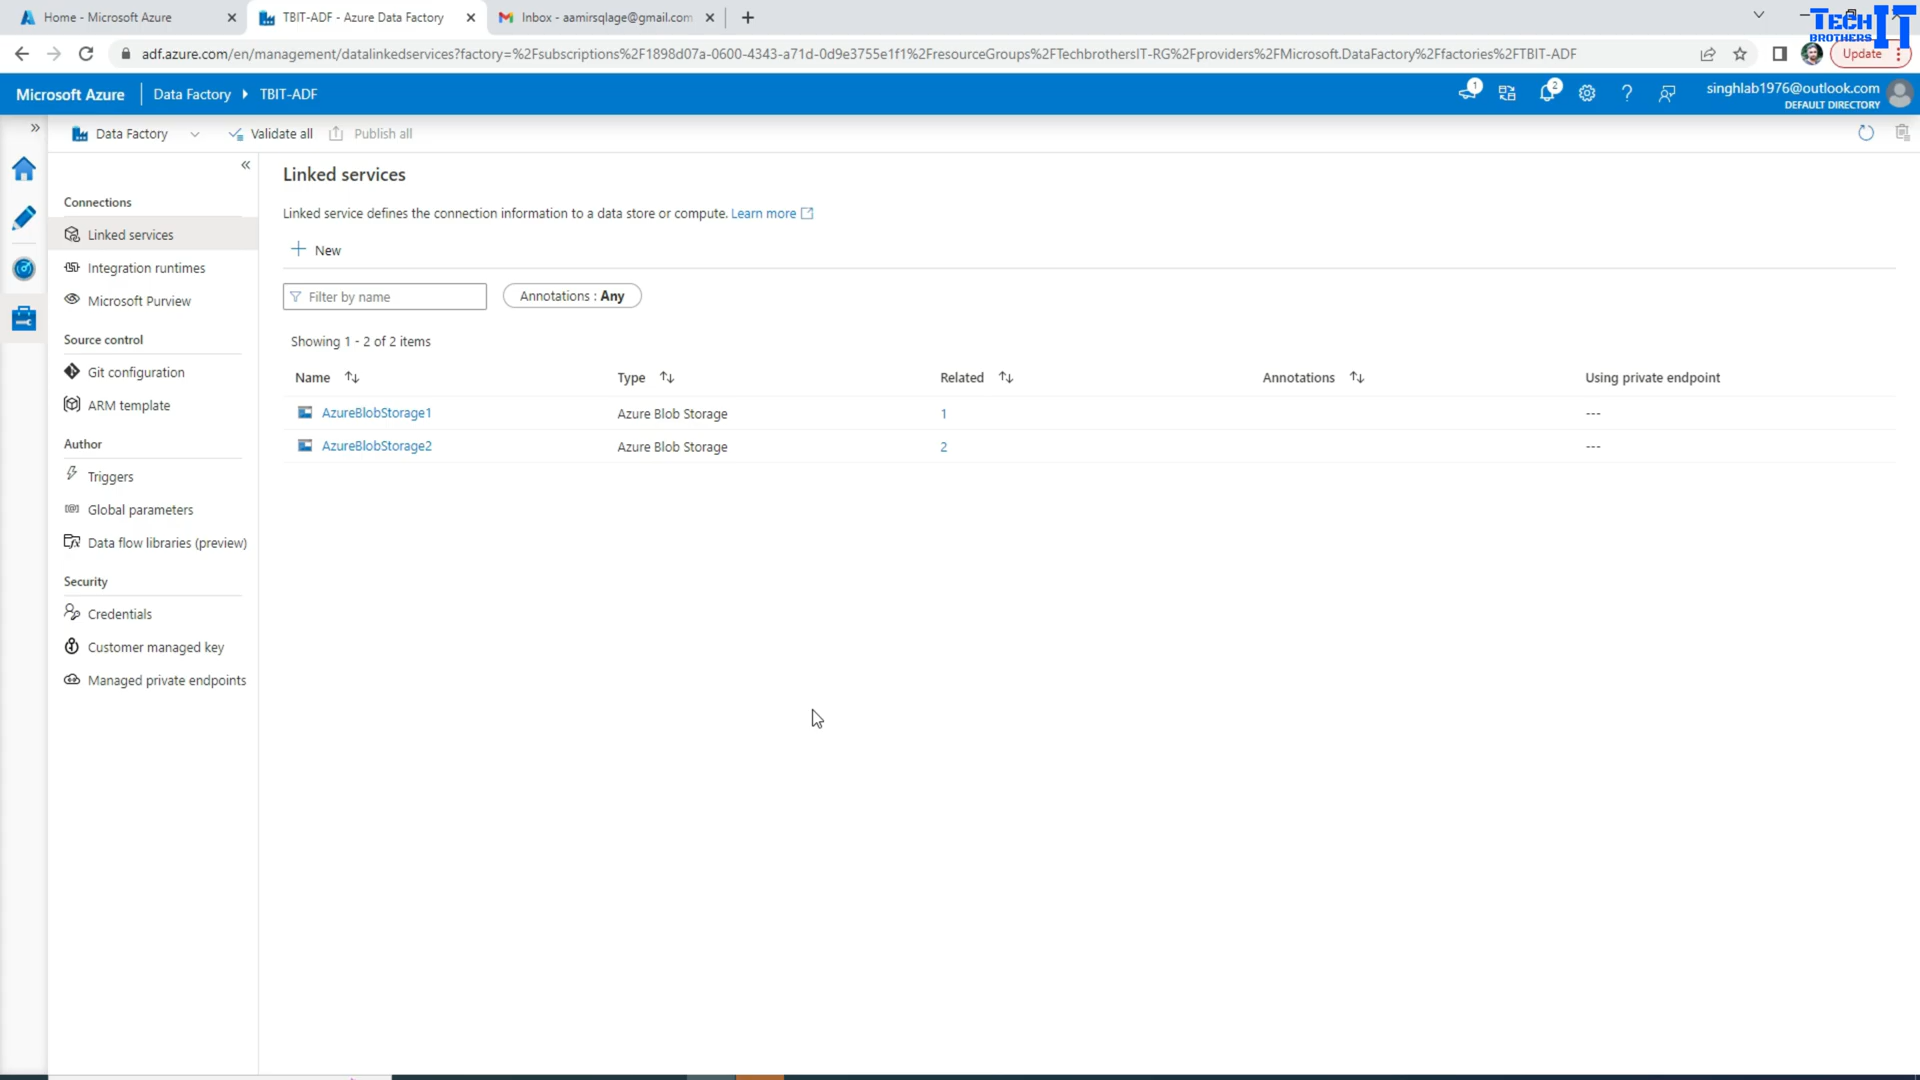 Home - Microsoft Azure
TBIT-ADF - Azure Data Factory
Inbox - aamirsqlage@gmail.com
TECH BROTHERS IT
adf.azure.com/en/management/datalinkedservices?factory=%2Fsubscriptions%2F1898d07a-0600-4343-a71d-0d9e3755e1f1%2FresourceGroups%2FTechbrothersIT-RG%2Fproviders%2FMicrosoft.DataFactory%2Ffactories%2FTBIT-ADF
Update
Microsoft Azure
Data Factory
TBIT-ADF
1
2
singhlab1976@outlook.com
DEFAULT DIRECTORY
Data Factory
Validate all
Publish all
Connections
Linked services
Integration runtimes
Microsoft Purview
Source control
Git configuration
ARM template
Author
Triggers
Global parameters
Data flow libraries (preview)
Security
Credentials
Customer managed key
Managed private endpoints
Linked services
Linked service defines the connection information to a data store or compute. Learn more
New
Filter by name
Annotations : Any
Showing 1 - 2 of 2 items
Name Type Related Annotations Using private endpoint
AzureBlobStorage1 Azure Blob Storage 1 ---
AzureBlobStorage2 Azure Blob Storage 2 ---